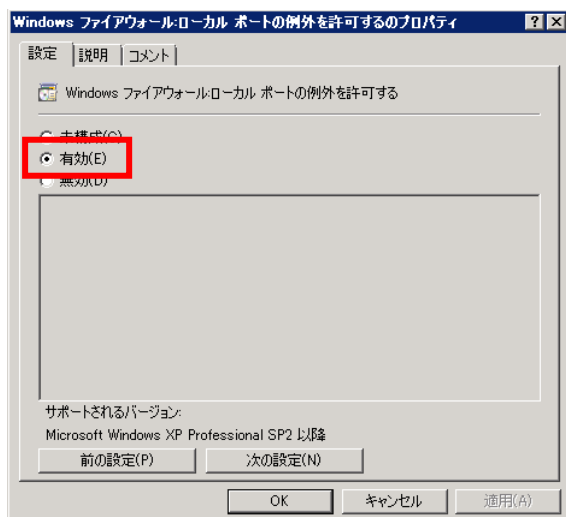 Windows ファイアウォール:ローカル ポートの例外を許可するのプロパティ
設定 説明 コメント
Windows ファイアウォール:ローカル ポートの例外を許可する
未構成(C)
有効(E)
無効(D)
サポートされるバージョン:
Microsoft Windows XP Professional SP2 以降
前の設定(P) 次の設定(N)
OK キャンセル 適用(A)